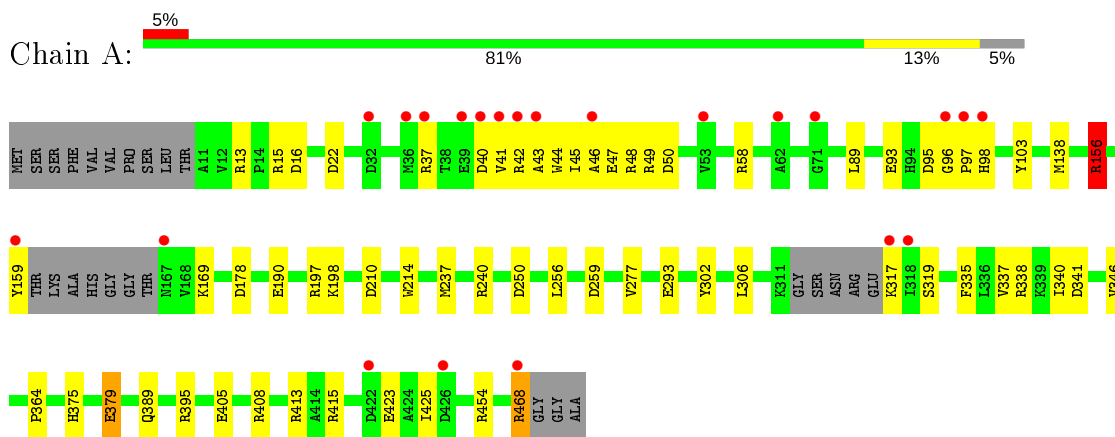 5%
Chain A:
81% 13% 5%
MET SER SER PHE VAL VAL PRO SER LEU THR A11 V12 R13 P14 R15 D16 D22 D32 M36 R37 T38 E39 D40 V41 R42 A43 W44 I45 A46 E47 R48 R49 D50 V53 R58 A62 G71 L89 E93 H94 D95 G96 P97 H98 Y103 M138 R156
Y159 THR LYS ALA HIS GLY GLY THR N167 V168 K169 D178 E190 R197 K198 D210 W214 M237 R240 D250 L256 D259 V277 E293 Y302 L306 K311 GLY SER ASN ARG GLU K317 I318 S319 F335 L336 V337 R338 K339 I340 D341 V346
P364 H375 E379 Q389 R395 E405 R408 R413 A414 R415 D422 E423 A424 I425 D426 R454 R468 GLY GLY ALA